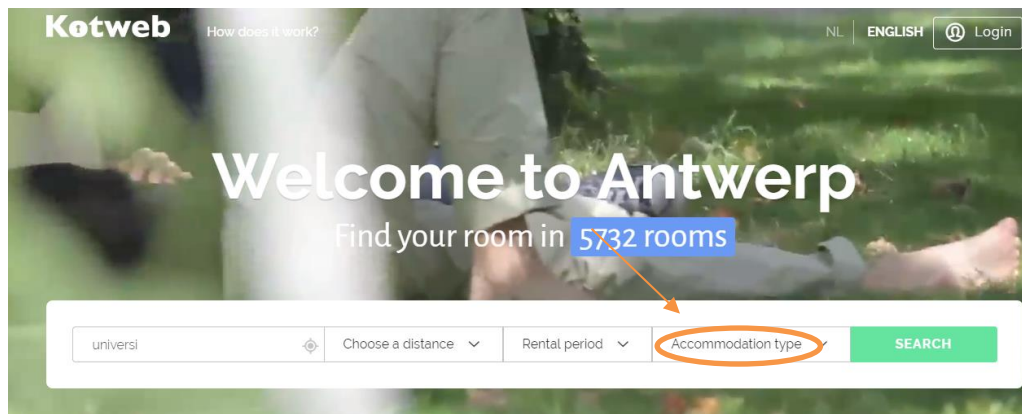 Kotweb How does it work? NL ENGLISH Login
Welcome to Antwerp
Find your room in 5732 rooms
universi Choose a distance Rental period Accommodation type SEARCH